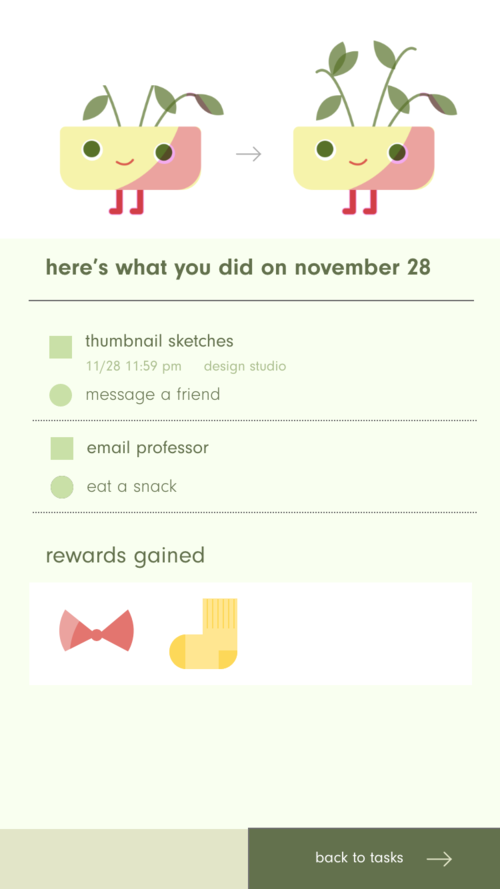 here's what you did on november 28
thumbnail sketches
11/28 11:59 pm design studio
message a friend
email professor
eat a snack
rewards gained
back to tasks